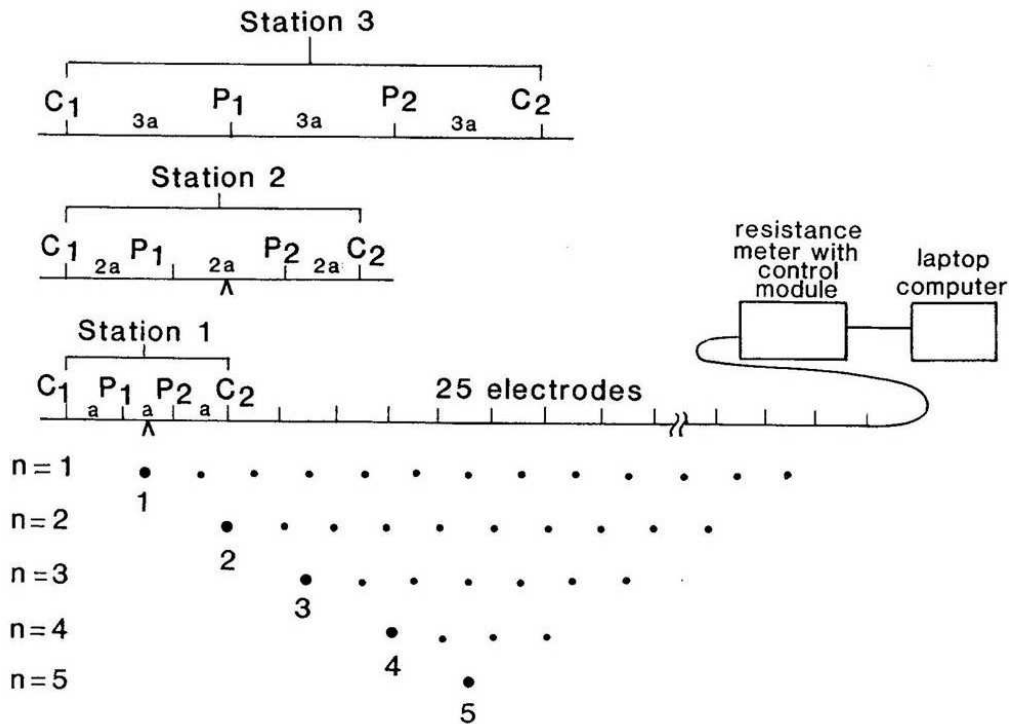 Station 3
C1 P1 P2 C2
3a 3a 3a
Station 2
C1 P1 P2 C2
2a 2a 2a
resistance
meter with
control
module
laptop
computer
Station 1
C1 P1 P2 C2
a a a
25 electrodes
n=1
1
n=2
2
n=3
3
n=4
4
n=5
5